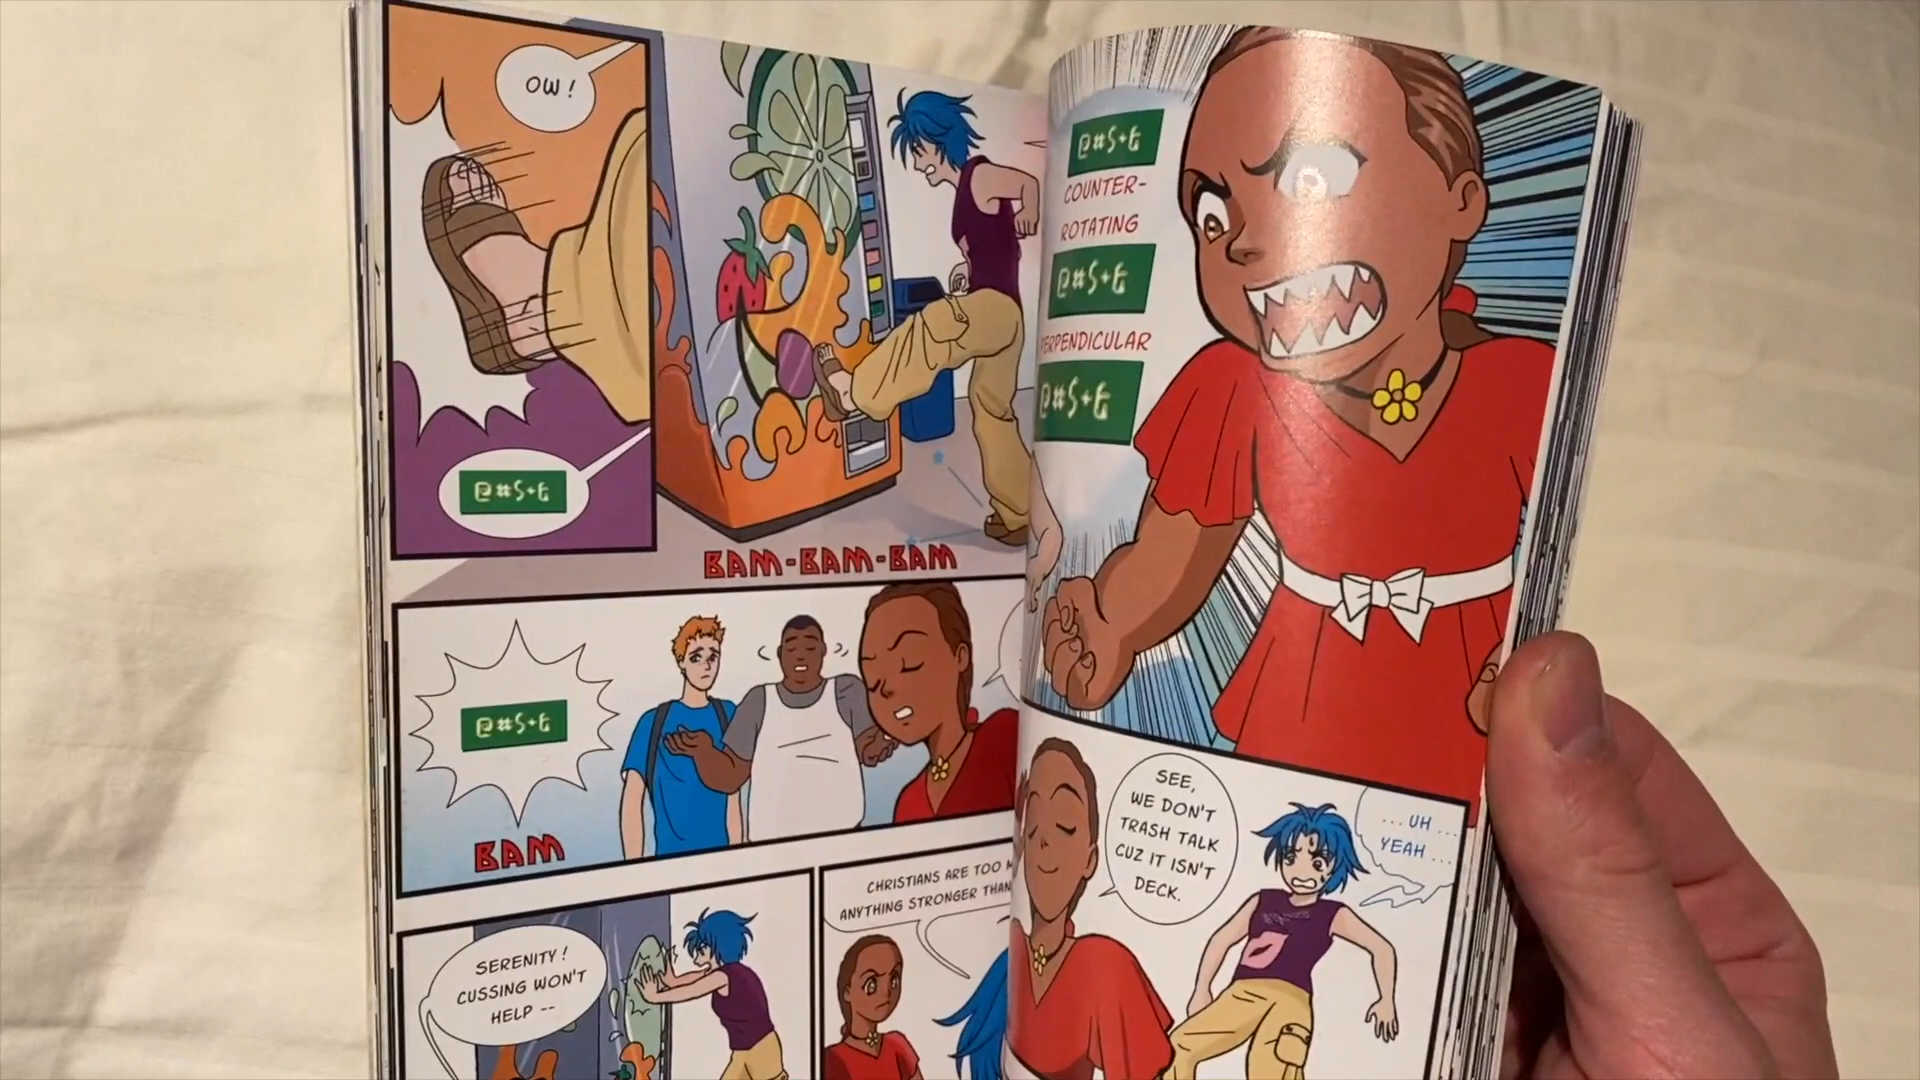 OW!
@#$+&
BAM-BAM-BAM
@#$+&
BAM
SERENITY!
CUSSING WON'T
HELP --
CHRISTIANS ARE TOO
ANYTHING STRONGER THAN
@#$+&
COUNTER-
ROTATING
@#$+&
PERPENDICULAR
@#$+&
SEE,
WE DON'T
TRASH TALK
CUZ IT ISN'T
DECK.
... UH ...
YEAH ...